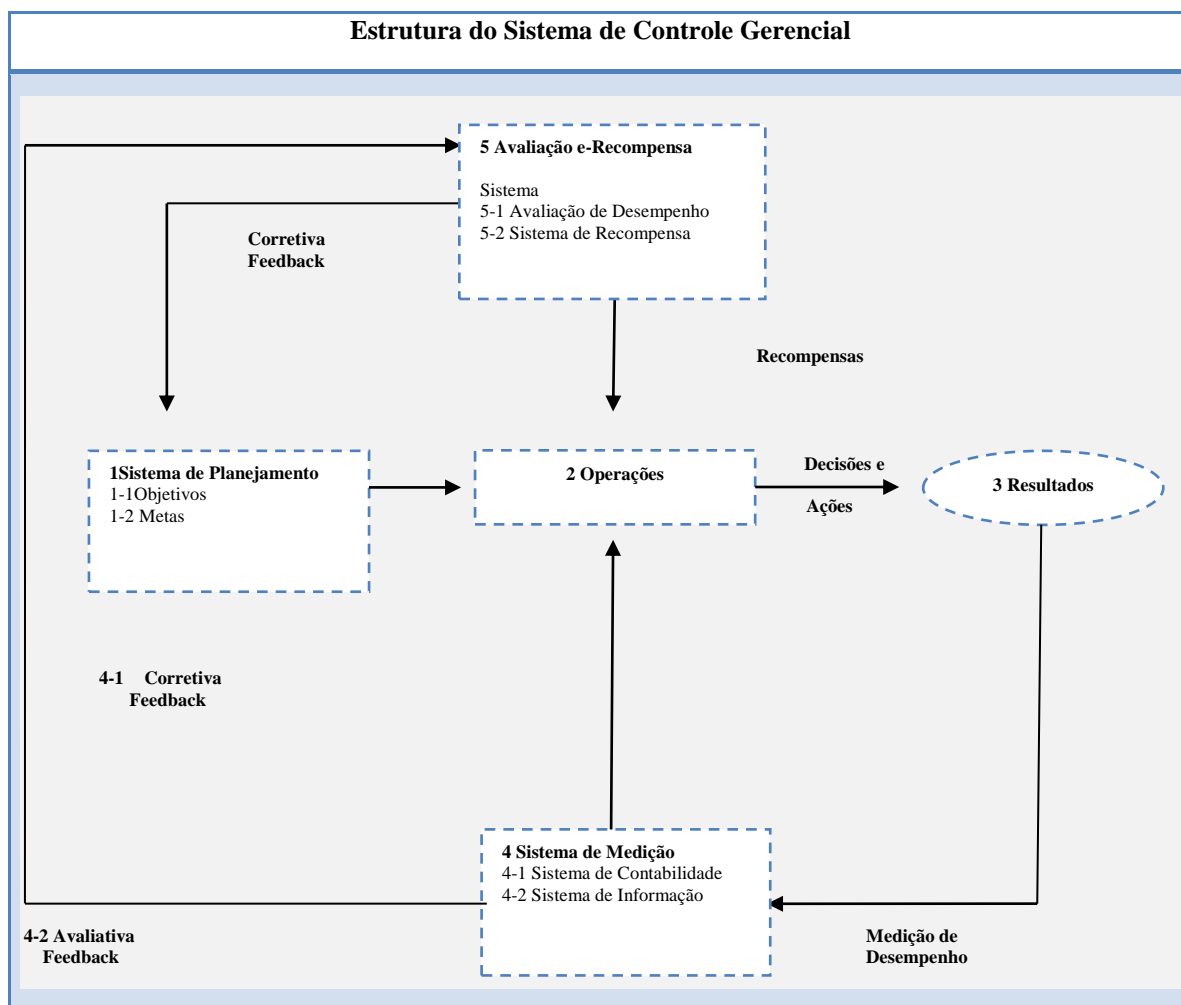 Estrutura do Sistema de Controle Gerencial
5 Avaliação e-Recompensa
Sistema
5-1 Avaliação de Desempenho
5-2 Sistema de Recompensa
Corretiva
Feedback
Recompensas
1Sistema de Planejamento
1-1Objetivos
1-2 Metas
2 Operações
Decisões e
Ações
3 Resultados
4-1 Corretiva
Feedback
4 Sistema de Medição
4-1 Sistema de Contabilidade
4-2 Sistema de Informação
4-2 Avaliativa
Feedback
Medição de
Desempenho